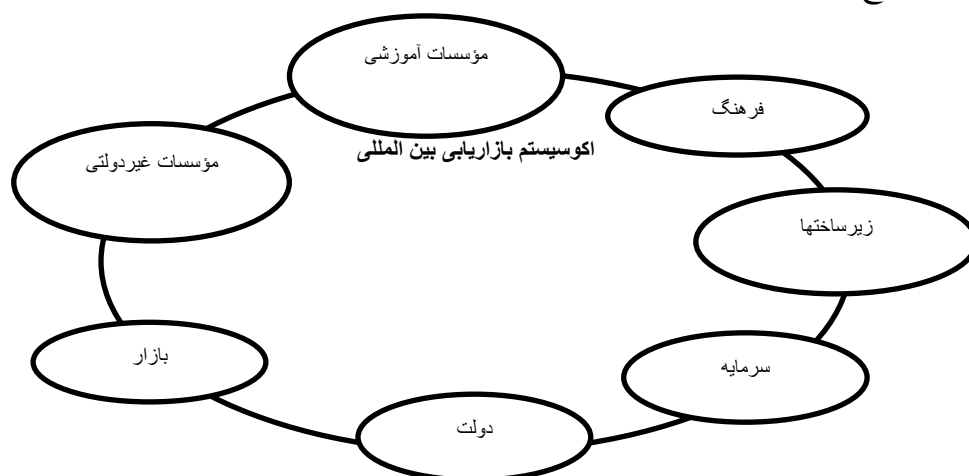 مؤسسات آموزشی
فرهنگ
اکوسیستم بازاریابی بین المللی
مؤسسات غیردولتی
زیرساختها
بازار
سرمایه
دولت